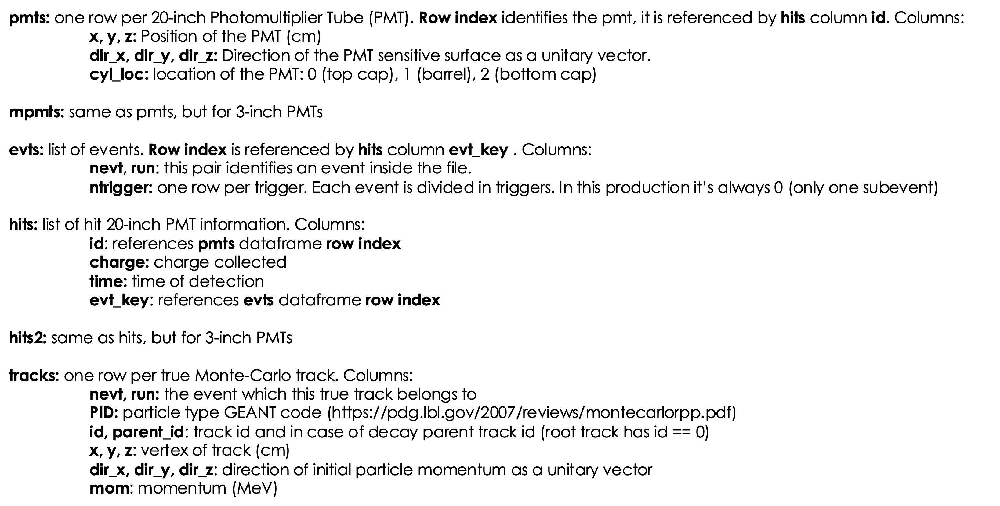 pmts: one row per 20-inch Photomultiplier Tube (PMT). Row index identifies the pmt, it is referenced by hits column id. Columns:
x, y, z: Position of the PMT (cm)
dir_x, dir_y, dir_z: Direction of the PMT sensitive surface as a unitary vector.
cyl_loc: location of the PMT: 0 (top cap), 1 (barrel), 2 (bottom cap)
mpmts: same as pmts, but for 3-inch PMTs
evts: list of events. Row index is referenced by hits column evt_key . Columns:
nevt, run: this pair identifies an event inside the file.
ntrigger: one row per trigger. Each event is divided in triggers. In this production it’s always 0 (only one subevent)
hits: list of hit 20-inch PMT information. Columns:
id: references pmts dataframe row index
charge: charge collected
time: time of detection
evt_key: references evts dataframe row index
hits2: same as hits, but for 3-inch PMTs
tracks: one row per true Monte-Carlo track. Columns:
nevt, run: the event which this true track belongs to
PID: particle type GEANT code (https://pdg.lbl.gov/2007/reviews/montecarlorpp.pdf)
id, parent_id: track id and in case of decay parent track id (root track has id == 0)
x, y, z: vertex of track (cm)
dir_x, dir_y, dir_z: direction of initial particle momentum as a unitary vector
mom: momentum (MeV)